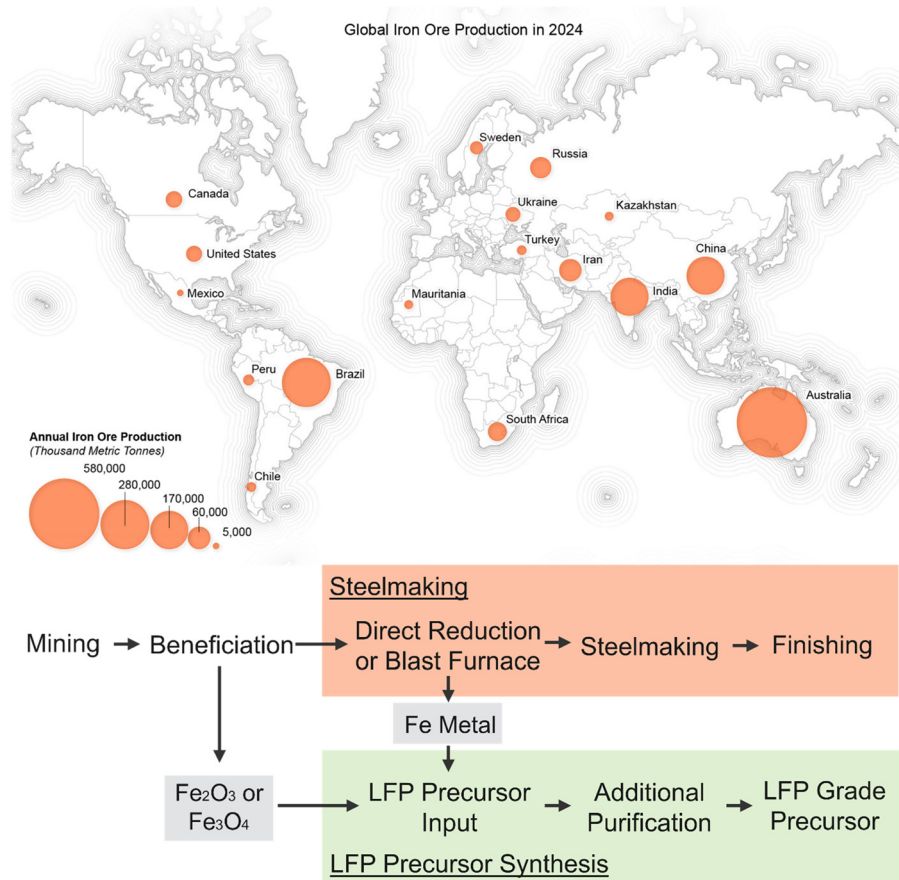 Global Iron Ore Production in 2024
Sweden
Russia
Canada
Ukraine
Kazakhstan
United States
Turkey
China
Iran
Mexico
Mauritania
India
Peru
Brazil
Australia
South Africa
Annual Iron Ore Production
(Thousand Metric Tonnes)
580,000
280,000
170,000
60,000
5,000
Chile
Steelmaking
Mining
Beneficiation
Direct Reduction
or Blast Furnace
Steelmaking
Finishing
Fe Metal
Fe₂O₃ or
Fe₃O₄
LFP Precursor
Input
Additional
Purification
LFP Grade
Precursor
LFP Precursor Synthesis